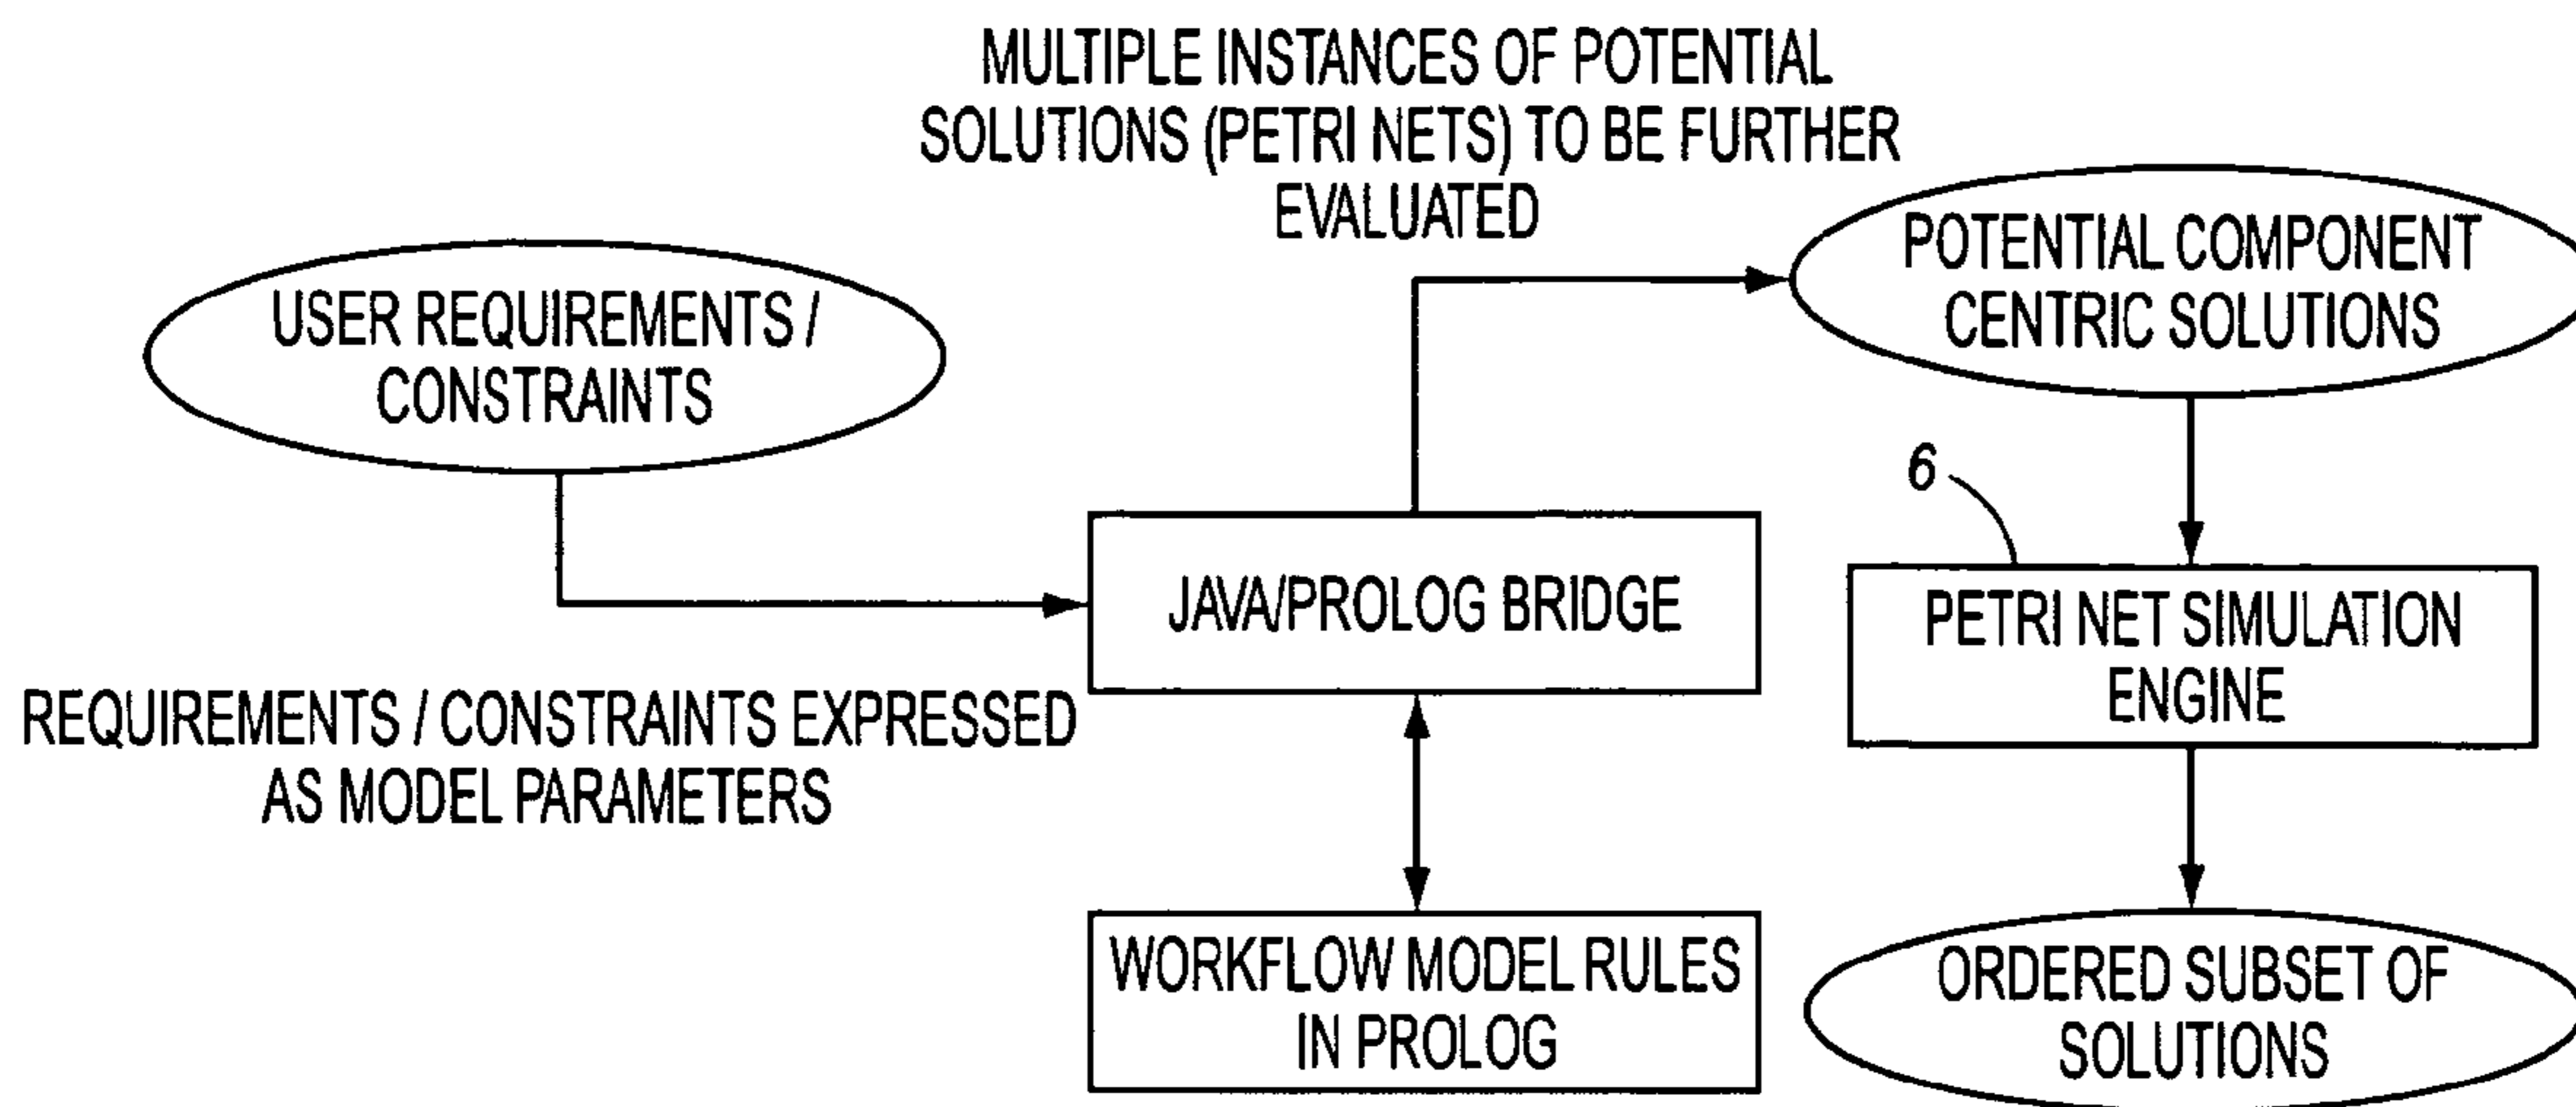 MULTIPLE INSTANCES OF POTENTIAL
SOLUTIONS (PETRI NETS) TO BE FURTHER
EVALUATED
USER REQUIREMENTS /
CONSTRAINTS
POTENTIAL COMPONENT
CENTRIC SOLUTIONS
6
JAVA/PROLOG BRIDGE
PETRI NET SIMULATION
ENGINE
REQUIREMENTS / CONSTRAINTS EXPRESSED
AS MODEL PARAMETERS
WORKFLOW MODEL RULES
IN PROLOG
ORDERED SUBSET OF
SOLUTIONS